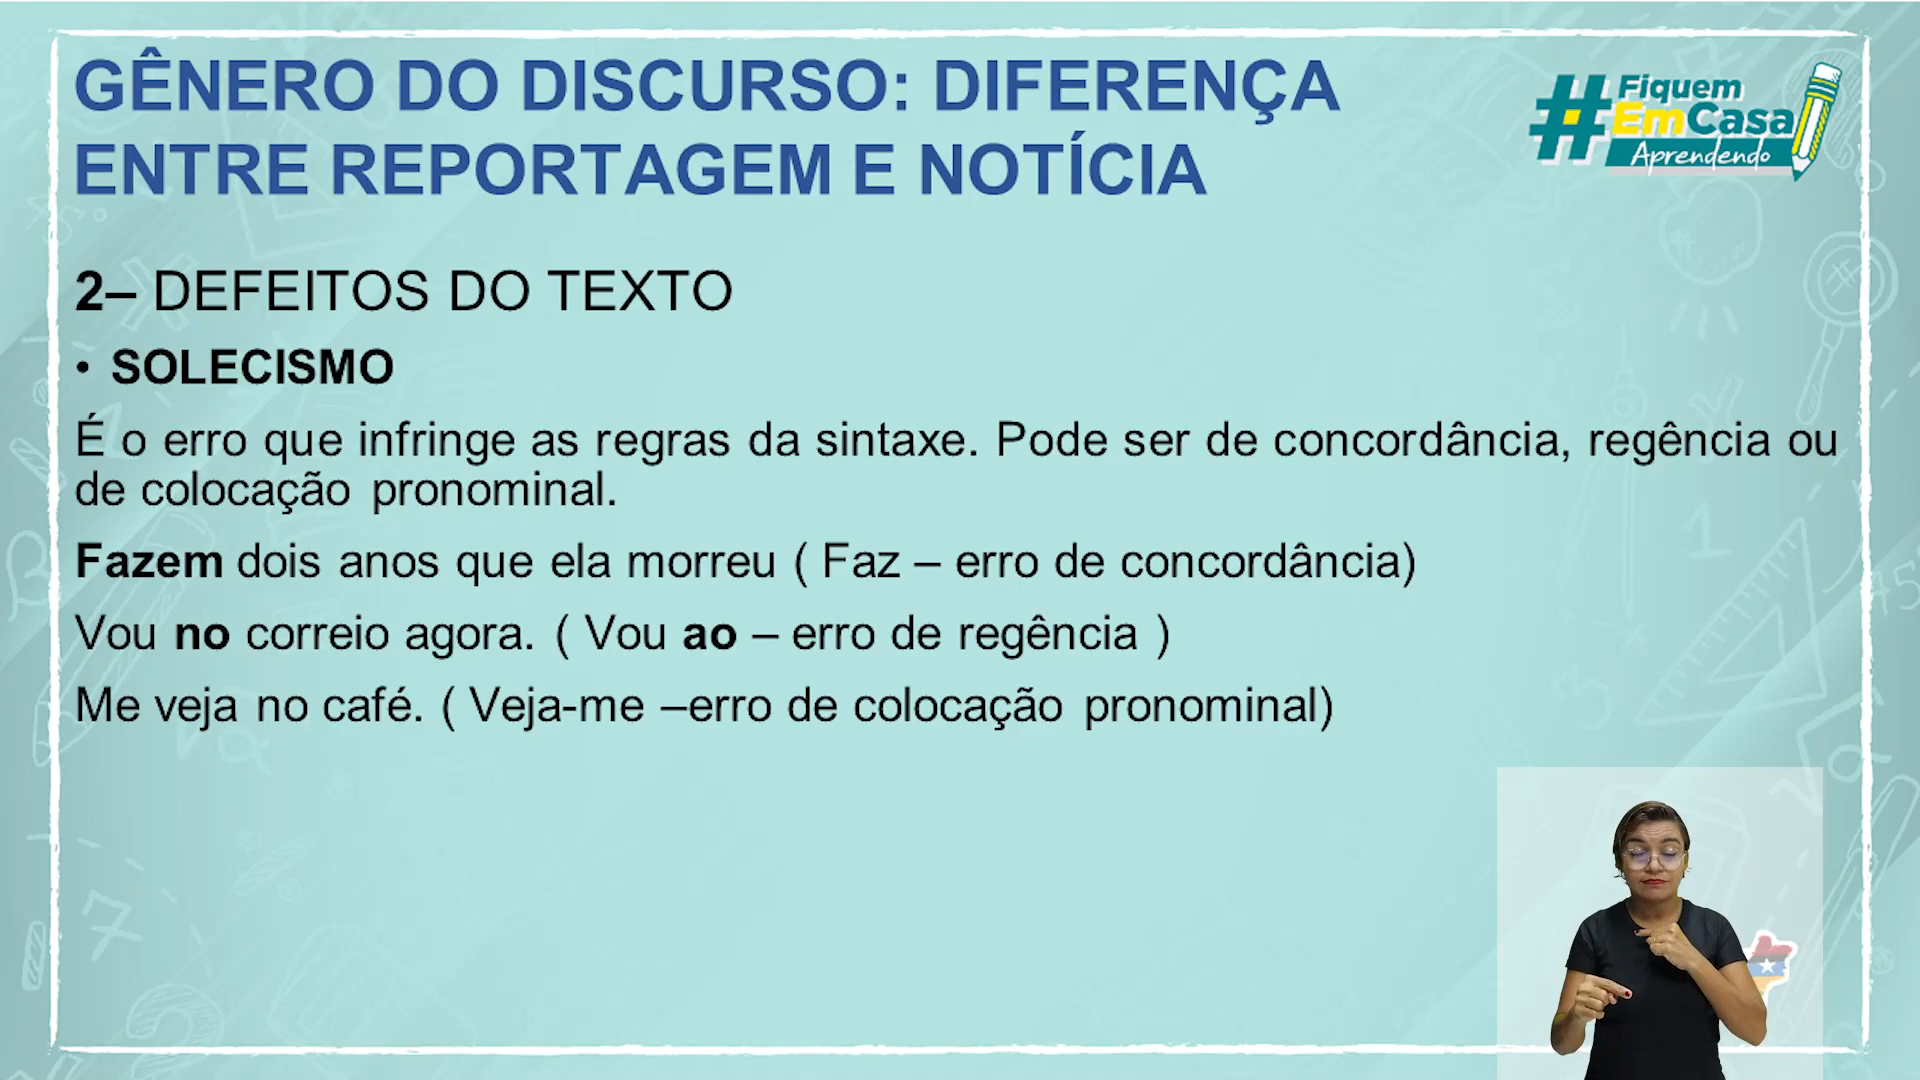 GÊNERO DO DISCURSO: DIFERENÇA
ENTRE REPORTAGEM E NOTÍCIA
#Fiquem
EmCasa
Aprendendo
2– DEFEITOS DO TEXTO
• SOLECISMO
É o erro que infringe as regras da sintaxe. Pode ser de concordância, regência ou
de colocação pronominal.
Fazem dois anos que ela morreu ( Faz – erro de concordância)
Vou no correio agora. ( Vou ao – erro de regência )
Me veja no café. ( Veja-me –erro de colocação pronominal)